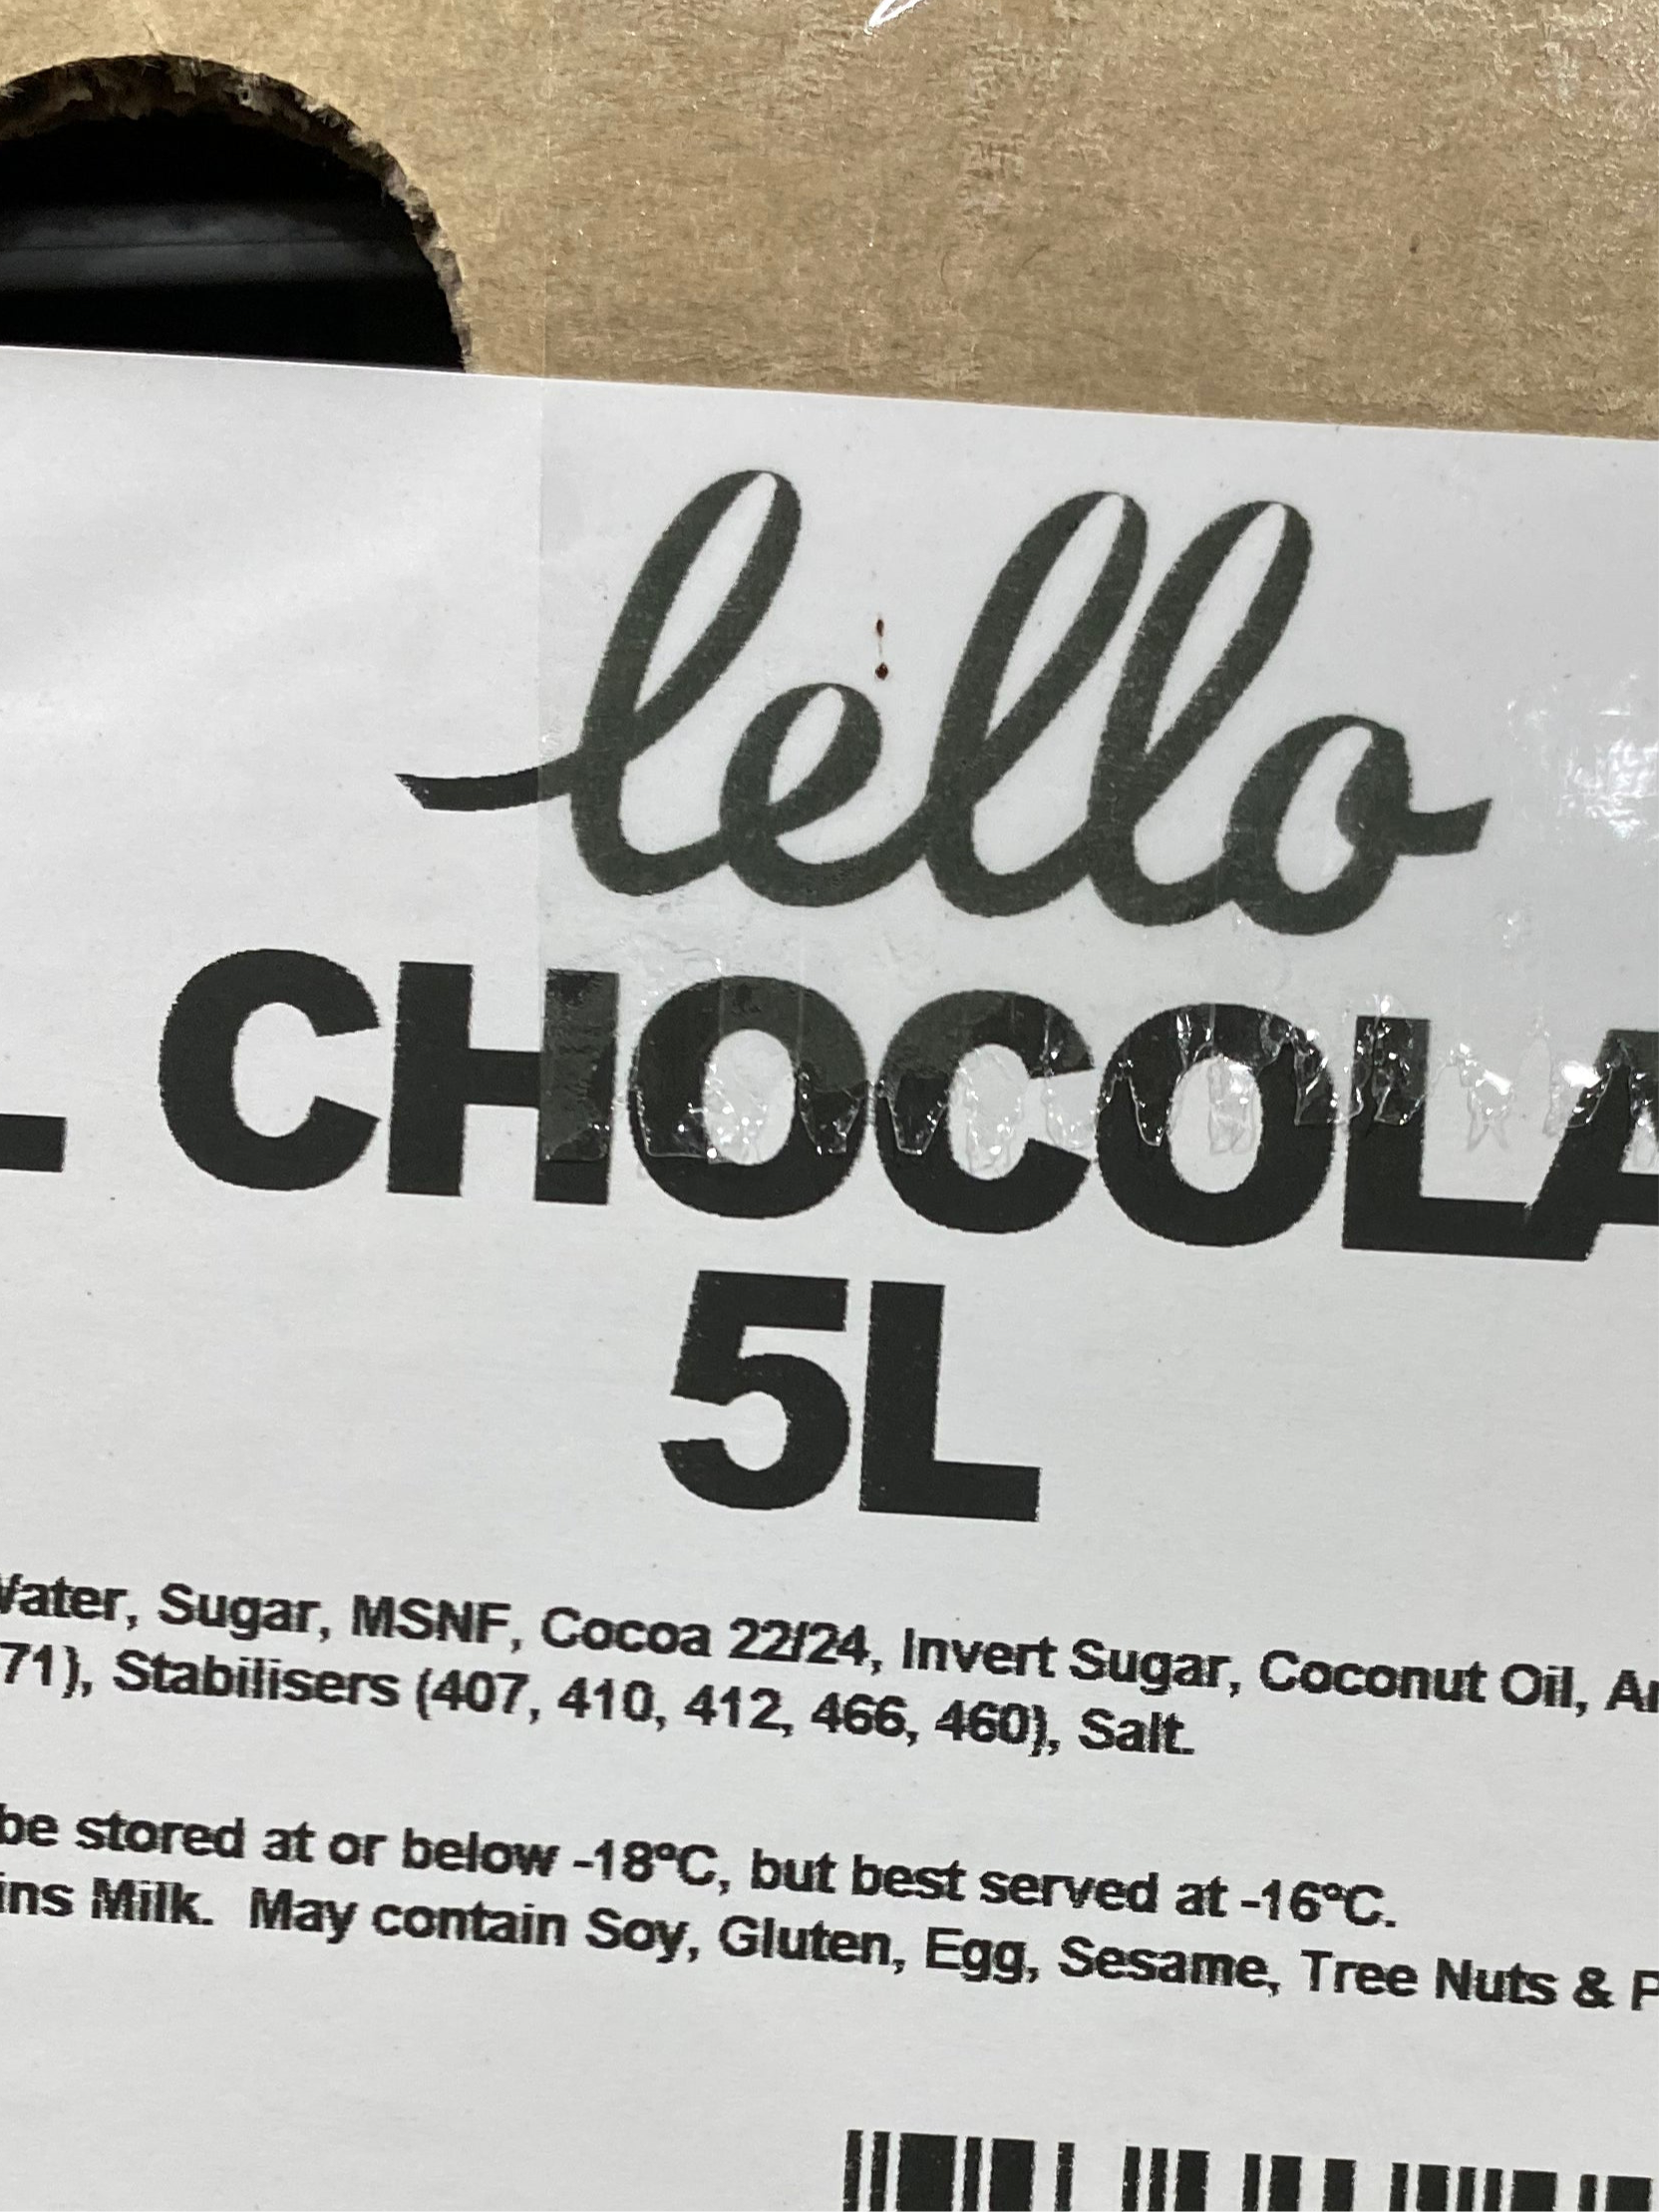 lello
L CHOCOLA
5L
Water, Sugar, MSNF, Cocoa 22/24, Invert Sugar, Coconut Oil,
71), Stabilisers (407, 410, 412, 466, 460), Salt.
be stored at or below -18°C, but best served at -16°C.
ins Milk. May contain Soy, Gluten, Egg, Sesame, Tree Nuts & P